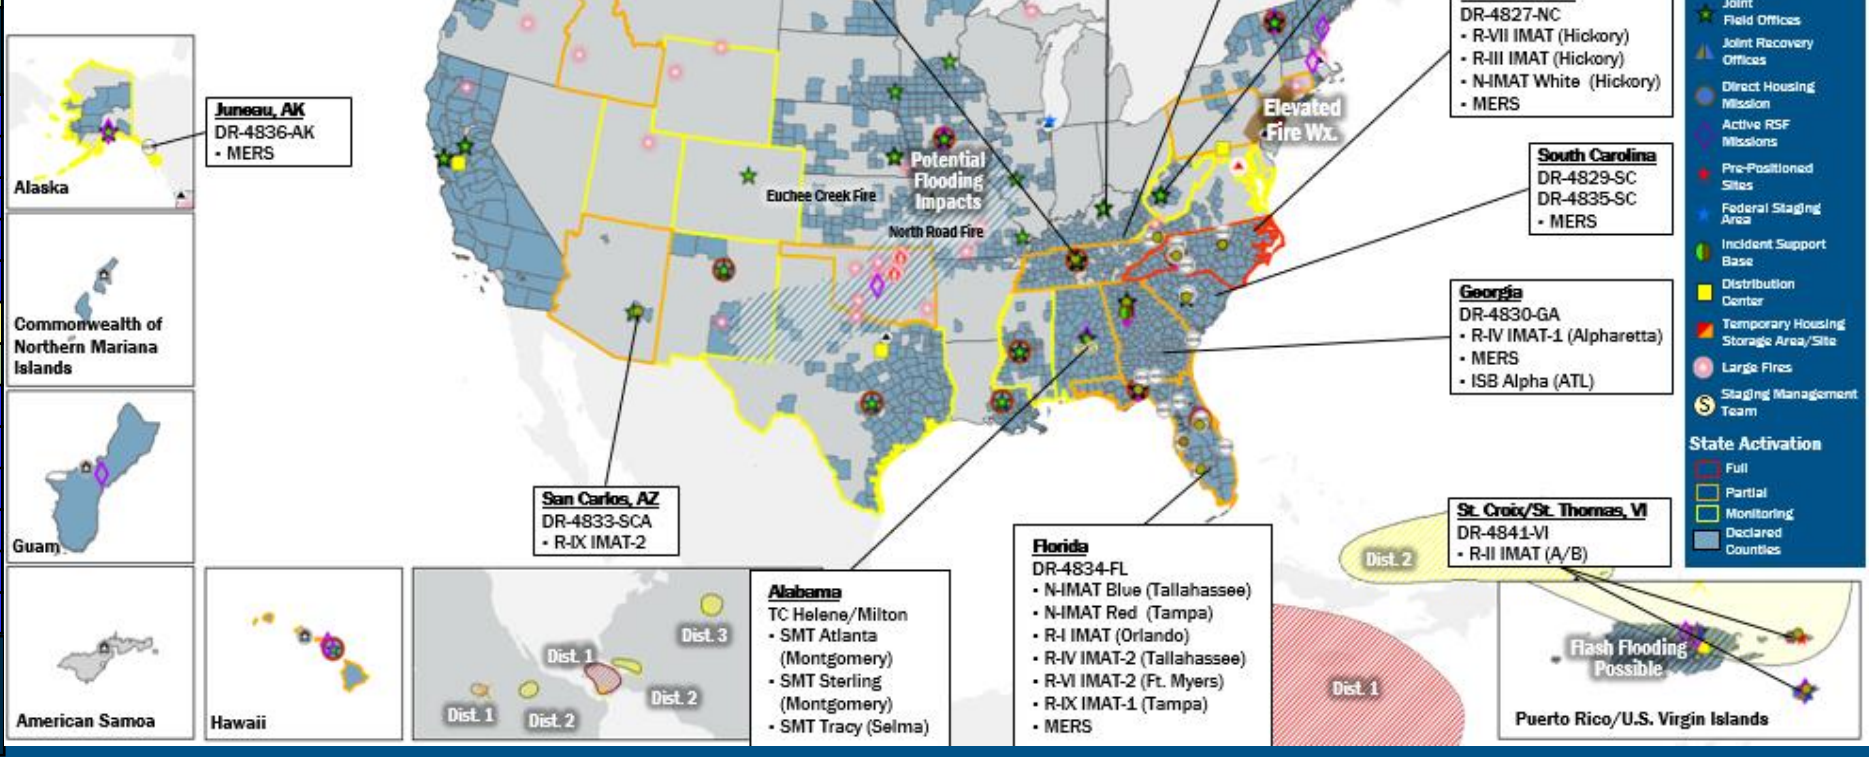 DR-4827-NC
• R-VII IMAT (Hickory)
• R-III IMAT (Hickory)
• N-IMAT White (Hickory)
• MERS
Juneau, AK
DR-4836-AK
• MERS
Alaska
Commonwealth of
Northern Mariana
Islands
Guam
American Samoa
Hawaii
Potential
Flooding
Impacts
Euchee Creek Fire
North Road Fire
Elevated
Fire Wx.
South Carolina
DR-4829-SC
DR-4835-SC
• MERS
Georgia
DR-4830-GA
• R-IV IMAT-1 (Alpharetta)
• MERS
• ISB Alpha (ATL)
San Carlos, AZ
DR-4833-SCA
• R-IX IMAT-2
Alabama
TC Helene/Milton
• SMT Atlanta
(Montgomery)
• SMT Sterling
(Montgomery)
• SMT Tracy (Selma)
Florida
DR-4834-FL
• N-IMAT Blue (Tallahassee)
• N-IMAT Red (Tampa)
• R-I IMAT (Orlando)
• R-IV IMAT-2 (Tallahassee)
• R-VI IMAT-2 (Ft. Myers)
• R-IX IMAT-1 (Tampa)
• MERS
St. Croix/St. Thomas, VI
DR-4841-VI
• R-II IMAT (A/B)
Dist. 2
Dist. 1
Flash Flooding
Possible
Puerto Rico/U.S. Virgin Islands
Dist. 3
Dist. 1
Dist. 2
Dist. 1
Dist. 2
Joint
Field Offices
Joint Recovery
Offices
Direct Housing
Mission
Active RSF
Missions
Pre-Positioned
Sites
Federal Staging
Area
Incident Support
Base
Distribution
Center
Temporary Housing
Storage Area/Site
Large Fires
S
Staging Management
Team
State Activation
Full
Partial
Monitoring
Declared
Counties